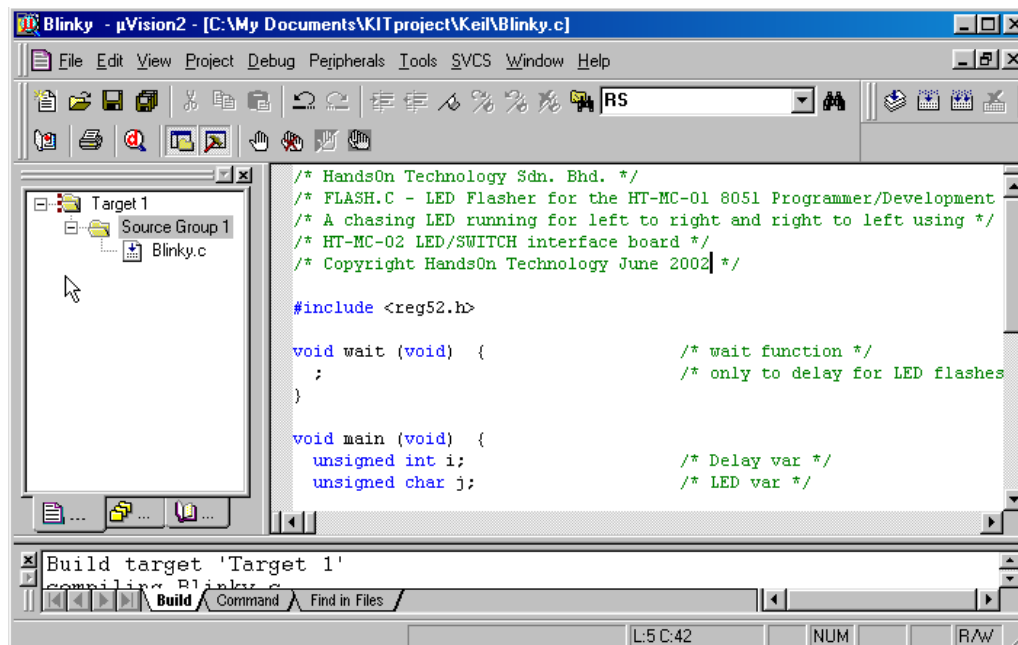 Blinky - µVision2 - [C:\My Documents\KITproject\Keil\Blinky.c]
File Edit View Project Debug Peripherals Tools SVCS Window Help
RS
Target 1
Source Group 1
Blinky.c
/* HandsOn Technology Sdn. Bhd. */
/* FLASH.C - LED Flasher for the HT-MC-01 8051 Programmer/Development
/* A chasing LED running for left to right and right to left using */
/* HT-MC-02 LED/SWITCH interface board */
/* Copyright HandsOn Technology June 2002 */
#include <reg52.h>
void wait (void) { /* wait function */
; /* only to delay for LED flashes
}
void main (void) {
unsigned int i; /* Delay var */
unsigned char j; /* LED var */
... ... ...
Build target 'Target 1'
compiling Blinky.c
Build Command Find in Files
L:5 C:42 NUM R/W